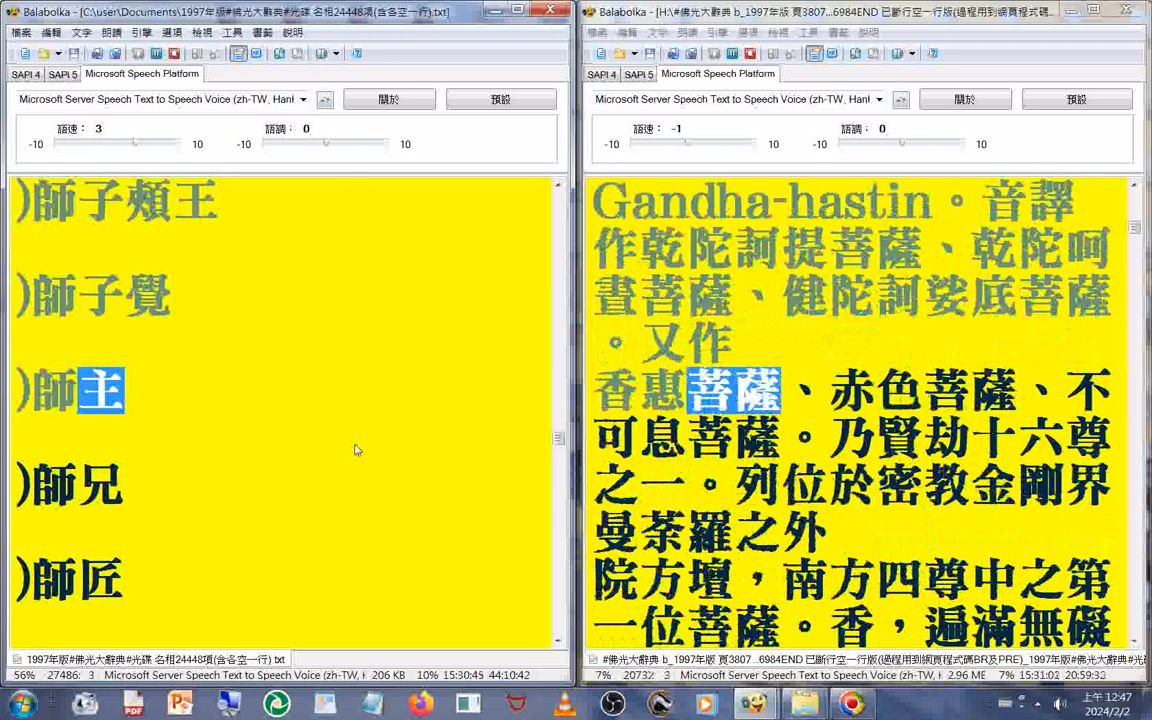 Balabolka - [C:\user\Documents\1997年版#佛光大辭典#光碟 名相24448項(含各空一行).txt]
檔案 編輯 文字 朗讀 引擎 選項 檢視 工具 書籤 說明
SAPI 4 SAPI 5 Microsoft Speech Platform
Microsoft Server Speech Text to Speech Voice (zh-TW, Hanl
關於 預設
語速： 3 語調： 0
-10 10 -10 10
)師子頰王
)師子覺
)師主
)師兄
)師匠
1997年版#佛光大辭典#光碟 名相24448項(含各空一行).txt
56% 27486: 3 Microsoft Server Speech Text to Speech Voice (zh-TW, H 206 KB 10% 15:30:45 44:10:42
Balabolka - [H:\#佛光大辭典 b_1997年版 頁3807...6984END 已斷行空一行版(過程用到網頁程式碼
檔案 編輯 文字 朗讀 引擎 選項 檢視 工具 書籤 說明
SAPI 4 SAPI 5 Microsoft Speech Platform
Microsoft Server Speech Text to Speech Voice (zh-TW, Hanl
關於 預設
語速： -1 語調： 0
-10 10 -10 10
Gandha-hastin。音譯
作乾陀訶提菩薩、乾陀呵
晝菩薩、健陀訶娑底菩薩
。又作
香惠菩薩、赤色菩薩、不
可息菩薩。乃賢劫十六尊
之一。列位於密教金剛界
曼荼羅之外
院方壇，南方四尊中之第
一位菩薩。香，遍滿無礙
#佛光大辭典 b_1997年版 頁3807...6984END 已斷行空一行版(過程用到網頁程式碼BR及PRE)_1997年版#佛光大辭典#光
7% 20732: Microsoft Server Speech Text to Speech Voice (zh-TW, H 2.96 ME 7% 15:31:02 20:59:33
上午 12:47
2024/2/2